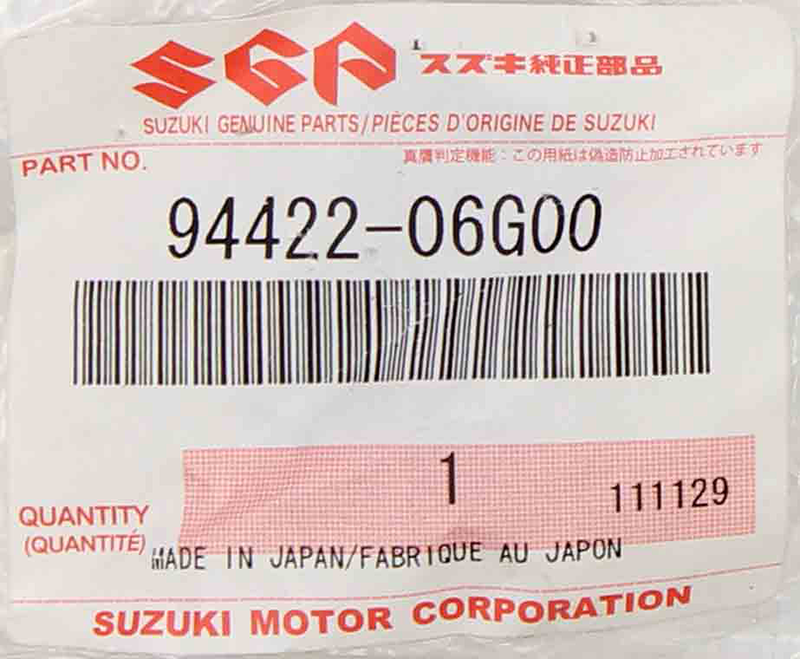 SGP スズキ純正部品
SUZUKI GENUINE PARTS/PIÈCES D'ORIGINE DE SUZUKI
PART NO. 真贋判定機能：この用紙は偽造防止加工されています
94422-06G00
1
111129
QUANTITY
(QUANTITÉ)
MADE IN JAPAN/FABRIQUE AU JAPON
SUZUKI MOTOR CORPORATION